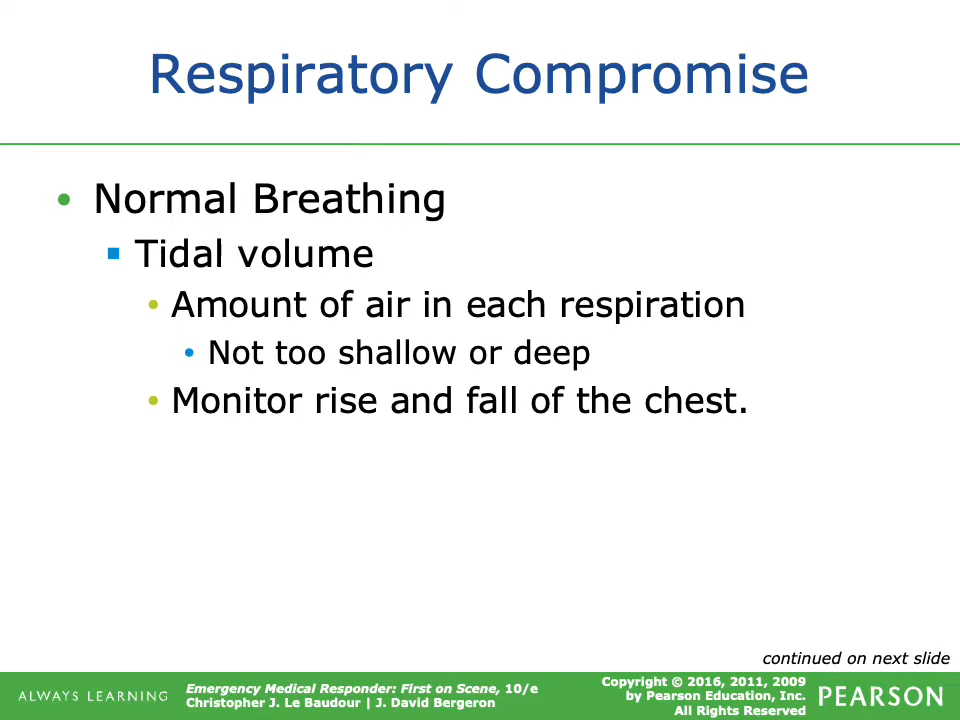 Respiratory Compromise
• Normal Breathing
▪ Tidal volume
• Amount of air in each respiration
• Not too shallow or deep
• Monitor rise and fall of the chest.
continued on next slide
ALWAYS LEARNING
Emergency Medical Responder: First on Scene, 10/e
Christopher J. Le Baudour | J. David Bergeron
Copyright © 2016, 2011, 2009
by Pearson Education, Inc.
All Rights Reserved
PEARSON